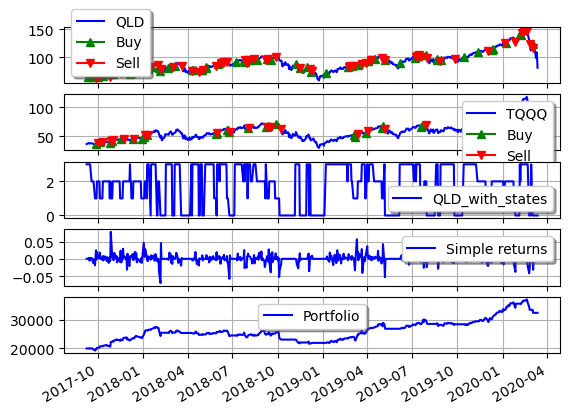 QLD
Buy
Sell
100
50
100
50
TQQQ
Buy
Sell
2
0
QLD_with_states
0.05
0.00
−0.05
Simple returns
30000
20000
Portfolio
2017-10
2018-01
2018-04
2018-07
2018-10
2019-01
2019-04
2019-07
2019-10
2020-01
2020-04